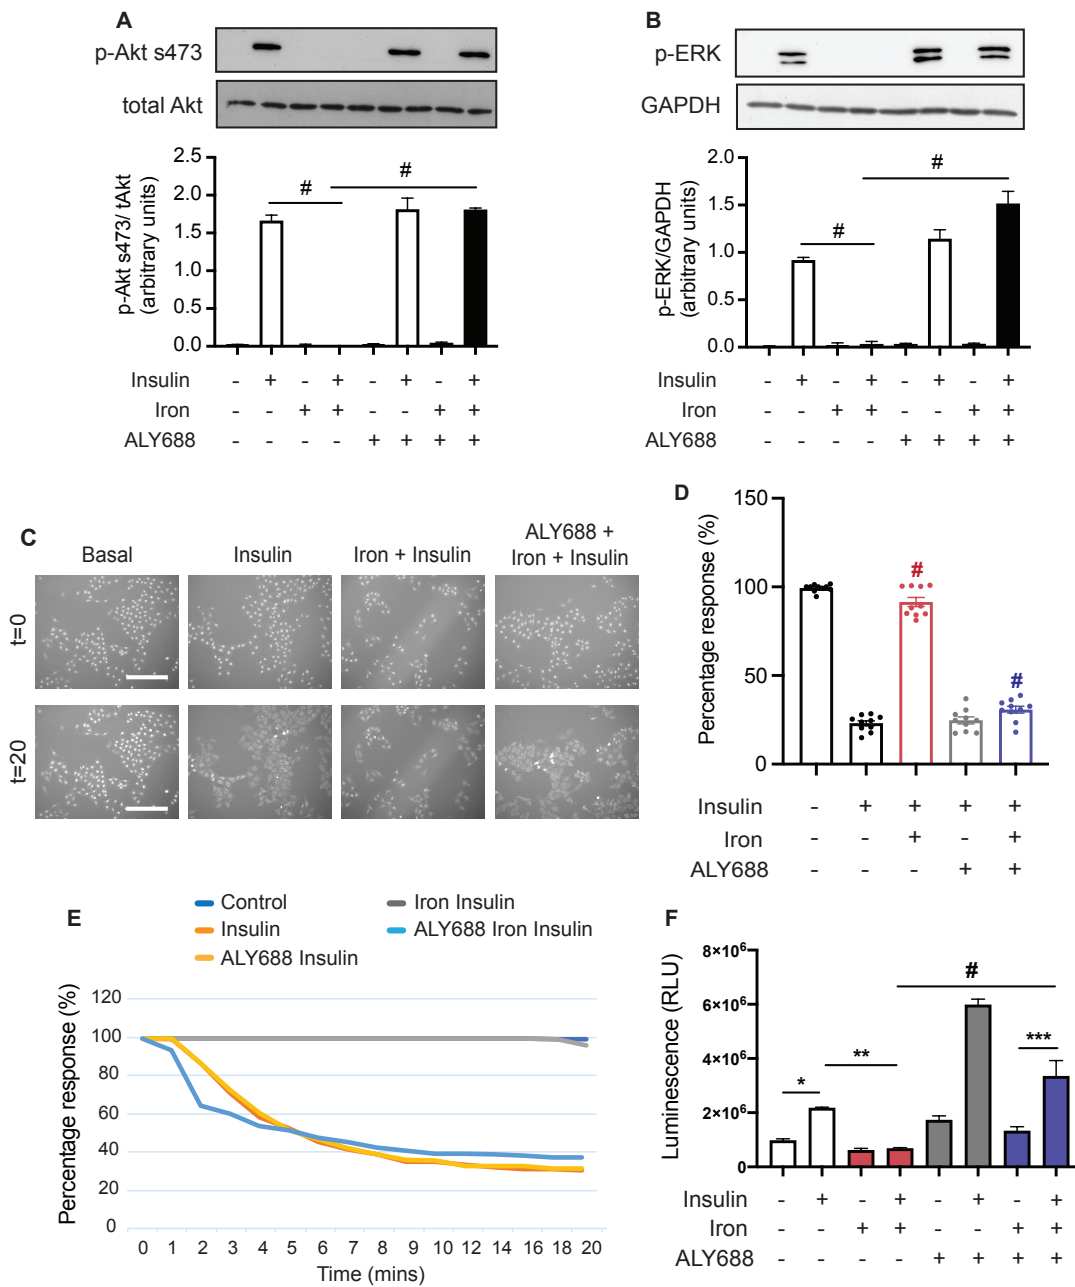 A
p-Akt s473
total Akt
p-Akt s473/ tAkt
(arbitrary units)
2.5
2.0
1.5
1.0
0.5
0.0
#
#
Insulin - + - + - + - +
Iron - - + + - - + +
ALY688 - - - - + + + +
B
p-ERK
GAPDH
p-ERK/GAPDH
(arbitrary units)
2.0
1.5
1.0
0.5
0.0
#
#
Insulin - + - + - + - +
Iron - - + + - - + +
ALY688 - - - - + + + +
C
Basal
Insulin
Iron + Insulin
ALY688 +
Iron + Insulin
t=0
t=20
D
Percentage response (%)
150
100
50
0
#
#
Insulin - + + + +
Iron - - + - +
ALY688 - - - + +
E
Control
Insulin
ALY688 Insulin
Iron Insulin
ALY688 Iron Insulin
Percentage response (%)
120
100
80
60
40
20
0
0 1 2 3 4 5 6 7 8 9 10 12 14 16 18 20
Time (mins)
F
Luminescence (RLU)
8×10⁶
6×10⁶
4×10⁶
2×10⁶
0
*
**
#
***
Insulin - + - + - + - +
Iron - - + + - - + +
ALY688 - - - - + + + +